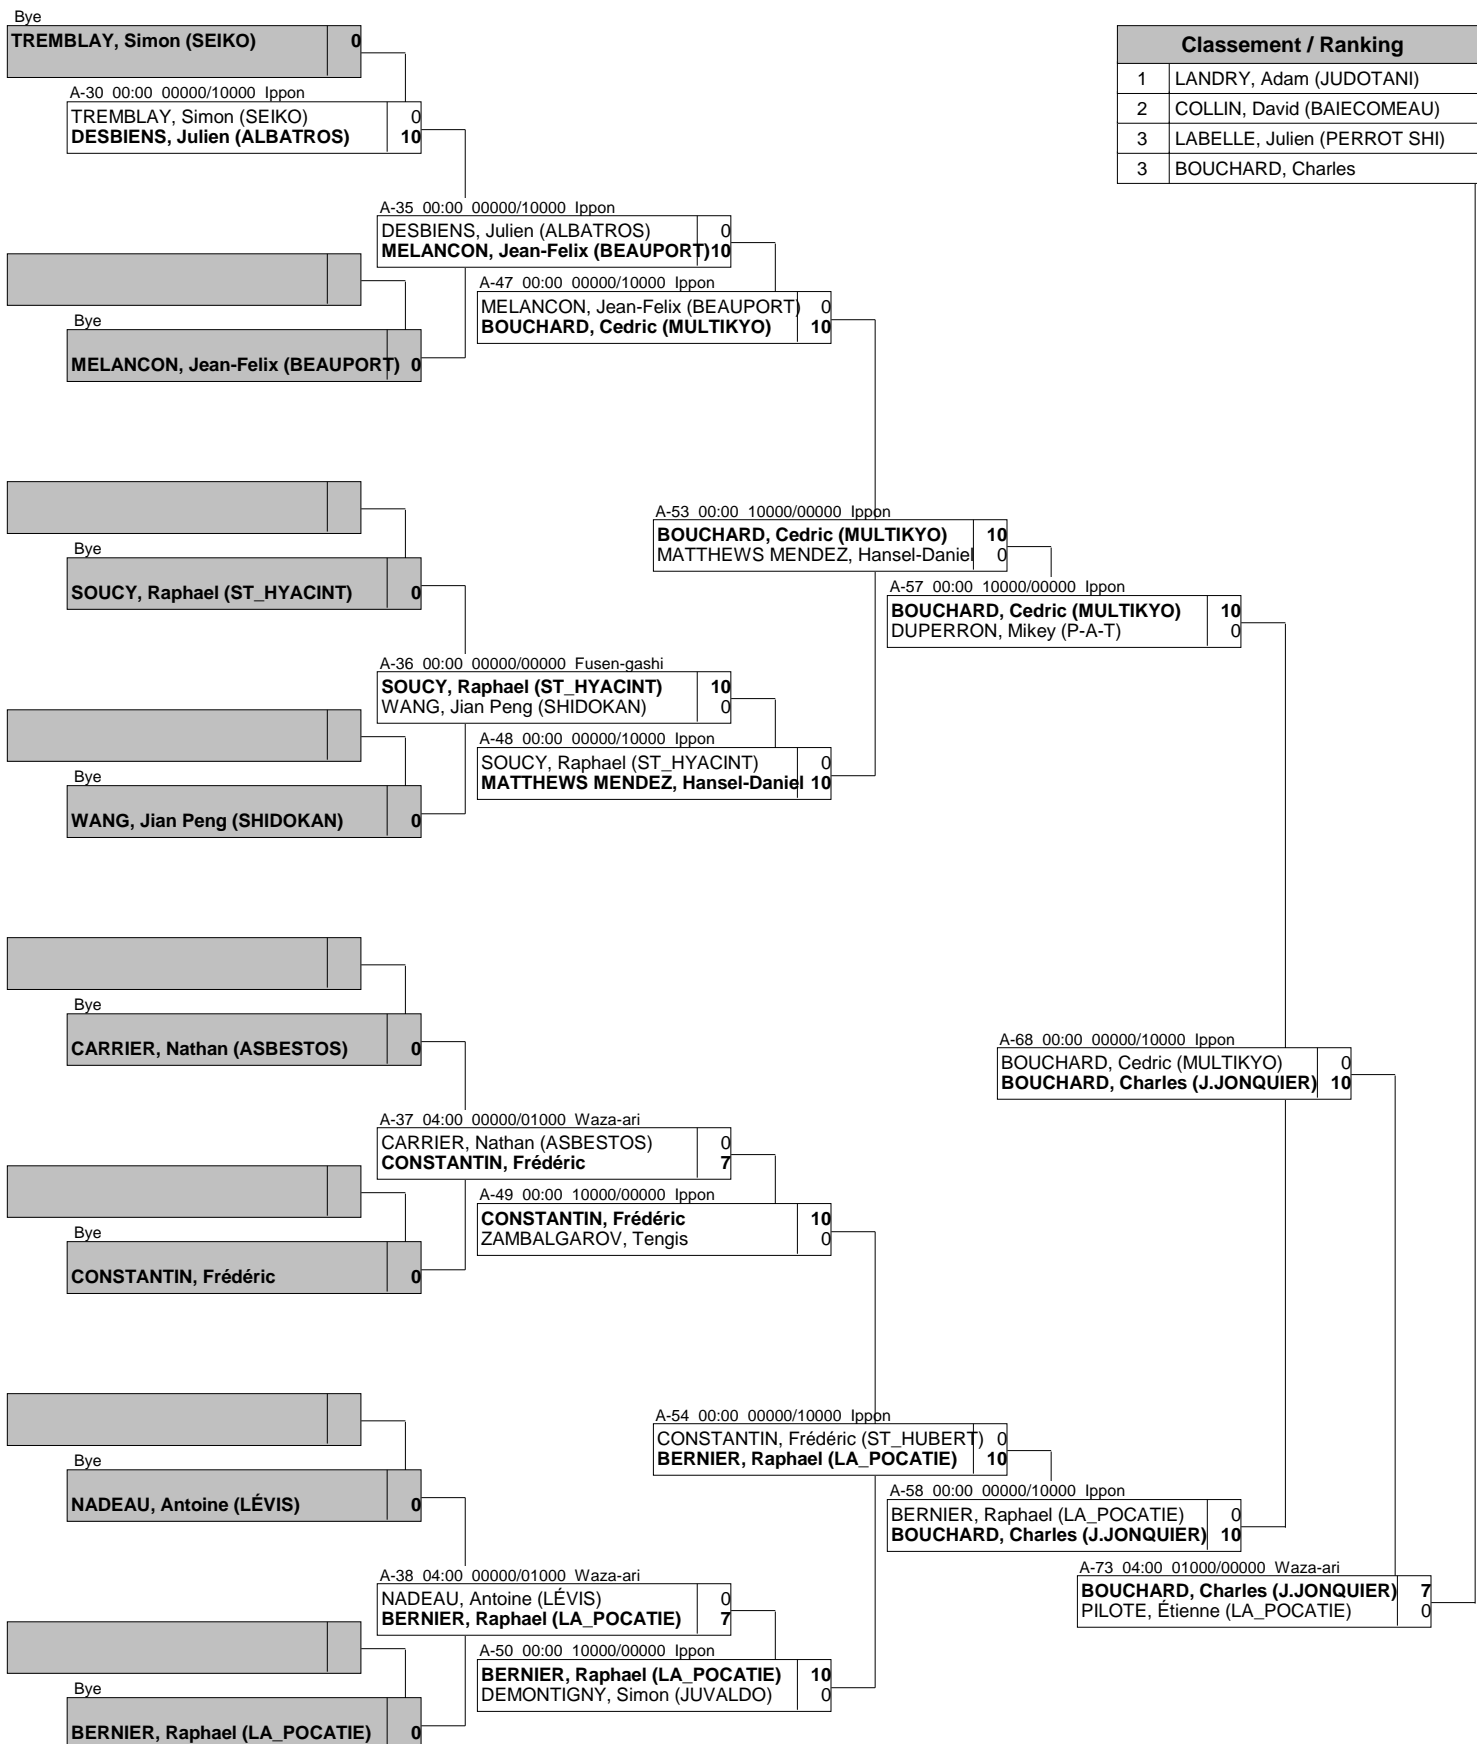 Bye
TREMBLAY, Simon (SEIKO) 0
Classement / Ranking
1 LANDRY, Adam (JUDOTANI)
2 COLLIN, David (BAIECOMEAU)
3 LABELLE, Julien (PERROT SHI)
3 BOUCHARD, Charles
A-30 00:00 00000/10000 Ippon
TREMBLAY, Simon (SEIKO) 0
DESBIENS, Julien (ALBATROS) 10
A-35 00:00 00000/10000 Ippon
DESBIENS, Julien (ALBATROS) 0
MELANCON, Jean-Felix (BEAUPORT) 10
A-47 00:00 00000/10000 Ippon
MELANCON, Jean-Felix (BEAUPORT) 0
BOUCHARD, Cedric (MULTIKYO) 10
Bye
MELANCON, Jean-Felix (BEAUPORT) 0
A-53 00:00 10000/00000 Ippon
BOUCHARD, Cedric (MULTIKYO) 10
MATTHEWS MENDEZ, Hansel-Daniel 0
Bye
SOUCY, Raphael (ST_HYACINT) 0
A-57 00:00 10000/00000 Ippon
BOUCHARD, Cedric (MULTIKYO) 10
DUPERRON, Mikey (P-A-T) 0
A-36 00:00 00000/00000 Fusen-gashi
SOUCY, Raphael (ST_HYACINT) 10
WANG, Jian Peng (SHIDOKAN) 0
A-48 00:00 00000/10000 Ippon
SOUCY, Raphael (ST_HYACINT) 0
MATTHEWS MENDEZ, Hansel-Daniel 10
Bye
WANG, Jian Peng (SHIDOKAN) 0
Bye
CARRIER, Nathan (ASBESTOS) 0
A-68 00:00 00000/10000 Ippon
BOUCHARD, Cedric (MULTIKYO) 0
BOUCHARD, Charles (J.JONQUIER) 10
A-37 04:00 00000/01000 Waza-ari
CARRIER, Nathan (ASBESTOS) 0
CONSTANTIN, Frédéric 7
A-49 00:00 10000/00000 Ippon
CONSTANTIN, Frédéric 10
ZAMBALGAROV, Tengis 0
Bye
CONSTANTIN, Frédéric 0
A-54 00:00 00000/10000 Ippon
CONSTANTIN, Frédéric (ST_HUBERT) 0
BERNIER, Raphael (LA_POCATIE) 10
Bye
NADEAU, Antoine (LÉVIS) 0
A-58 00:00 00000/10000 Ippon
BERNIER, Raphael (LA_POCATIE) 0
BOUCHARD, Charles (J.JONQUIER) 10
A-73 04:00 01000/00000 Waza-ari
BOUCHARD, Charles (J.JONQUIER) 7
PILOTE, Étienne (LA_POCATIE) 0
A-38 04:00 00000/01000 Waza-ari
NADEAU, Antoine (LÉVIS) 0
BERNIER, Raphael (LA_POCATIE) 7
A-50 00:00 10000/00000 Ippon
BERNIER, Raphael (LA_POCATIE) 10
DEMONTIGNY, Simon (JUVALDO) 0
Bye
BERNIER, Raphael (LA_POCATIE) 0